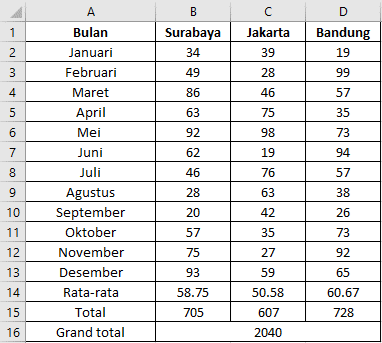 A B C D
1 Bulan Surabaya Jakarta Bandung
2 Januari 34 39 19
3 Februari 49 28 99
4 Maret 86 46 57
5 April 63 75 35
6 Mei 92 98 73
7 Juni 62 19 94
8 Juli 46 76 57
9 Agustus 28 63 38
10 September 20 42 26
11 Oktober 57 35 73
12 November 75 27 92
13 Desember 93 59 65
14 Rata-rata 58.75 50.58 60.67
15 Total 705 607 728
16 Grand total 2040